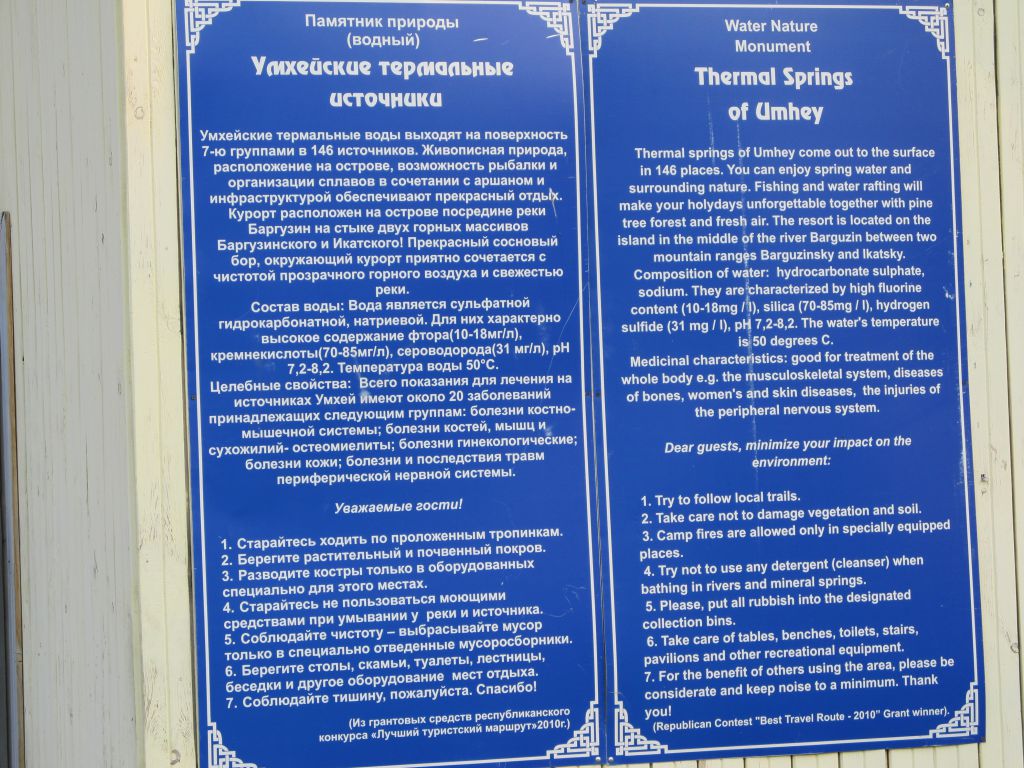 Памятник природы
(водный)
Умхейские термальные
источники
Умхейские термальные воды выходят на поверхность
7-ю группами в 146 источников. Живописная природа,
расположение на острове, возможность рыбалки и
организации сплавов в сочетании с аршаном и
инфраструктурой обеспечивают прекрасный отдых.
Курорт расположен на острове посредине реки
Баргузин на стыке двух горных массивов
Баргузинского и Икатского! Прекрасный сосновый
бор, окружающий курорт приятно сочетается с
чистотой прозрачного горного воздуха и свежестью
реки.
Состав воды: Вода является сульфатной
гидрокарбонатной, натриевой. Для них характерно
высокое содержание фтора(10-18мг/л),
кремнекислоты(70-85мг/л), сероводорода(31 мг/л), рН
7,2-8,2. Температура воды 50°С.
Целебные свойства: Всего показания для лечения на
источниках Умхей имеют около 20 заболеваний
принадлежащих следующим группам: болезни костно-
мышечной системы; болезни костей, мышц и
сухожилий- остеомиелиты; болезни гинекологические;
болезни кожи; болезни и последствия травм
периферической нервной системы.
Уважаемые гости!
1. Старайтесь ходить по проложенным тропинкам.
2. Берегите растительный и почвенный покров.
3. Разводите костры только в оборудованных
специально для этого местах.
4. Старайтесь не пользоваться моющими
средствами при умывании у реки и источника.
5. Соблюдайте чистоту – выбрасывайте мусор
только в специально отведенные мусоросборники.
6. Берегите столы, скамьи, туалеты, лестницы,
беседки и другое оборудование мест отдыха.
7. Соблюдайте тишину, пожалуйста. Спасибо!
(Из грантовых средств республиканского
конкурса «Лучший туристский маршрут»2010г.)
Water Nature
Monument
Thermal Springs
of Umhey
Thermal springs of Umhey come out to the surface
in 146 places. You can enjoy spring water and
surrounding nature. Fishing and water rafting will
make your holydays unforgettable together with pine
tree forest and fresh air. The resort is located on the
island in the middle of the river Barguzin between two
mountain ranges Barguzinsky and Ikatsky.
Composition of water: hydrocarbonate sulphate,
sodium. They are characterized by high fluorine
content (10-18mg / l), silica (70-85mg / l), hydrogen
sulfide (31 mg / l), pH 7,2-8,2. The water's temperature
is 50 degrees C.
Medicinal characteristics: good for treatment of the
whole body e.g. the musculoskeletal system, diseases
of bones, women's and skin diseases, the injuries of
the peripheral nervous system.
Dear guests, minimize your impact on the
environment:
1. Try to follow local trails.
2. Take care not to damage vegetation and soil.
3. Camp fires are allowed only in specially equipped
places.
4. Try not to use any detergent (cleanser) when
bathing in rivers and mineral springs.
5. Please, put all rubbish into the designated
collection bins.
6. Take care of tables, benches, toilets, stairs,
pavilions and other recreational equipment.
7. For the benefit of others using the area, please be
considerate and keep noise to a minimum. Thank
you!
(Republican Contest "Best Travel Route - 2010" Grant winner).